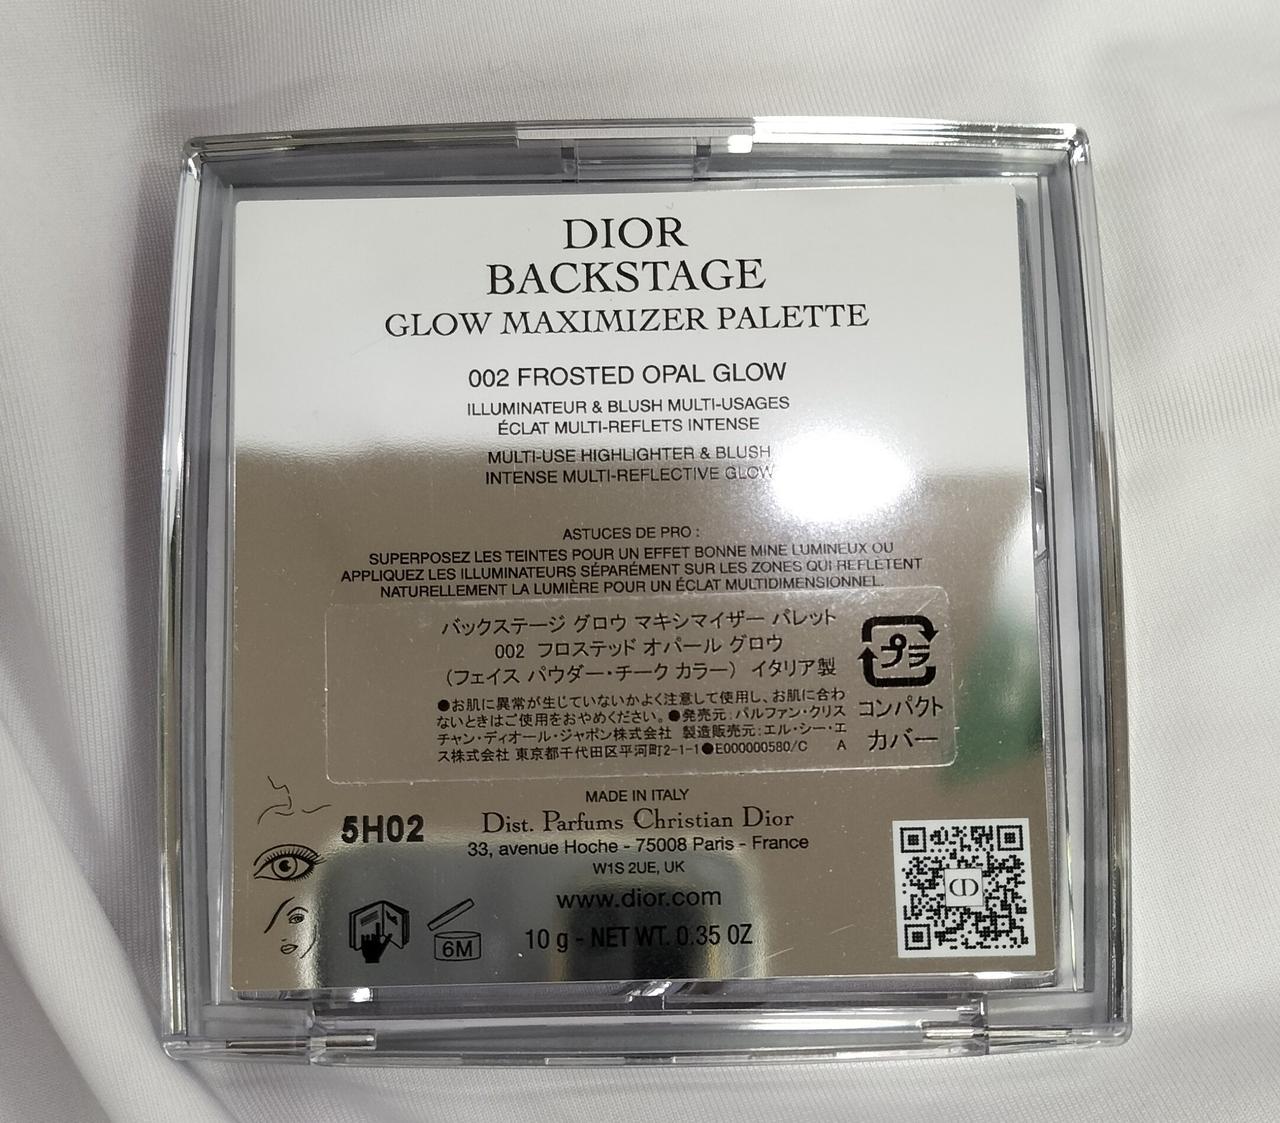 DIOR
BACKSTAGE
GLOW MAXIMIZER PALETTE
002 FROSTED OPAL GLOW
ILLUMINATEUR & BLUSH MULTI-USAGES
ÉCLAT MULTI-REFLETS INTENSE
MULTI-USE HIGHLIGHTER & BLUSH
INTENSE MULTI-REFLECTIVE GLOW
ASTUCES DE PRO :
SUPERPOSEZ LES TEINTES POUR UN EFFET BONNE MINE LUMINEUX OU
APPLIQUEZ LES ILLUMINATEURS SÉPARÉMENT SUR LES ZONES QUI REFLÈTENT
NATURELLEMENT LA LUMIÈRE POUR UN ÉCLAT MULTIDIMENSIONNEL.
バックステージ グロウ マキシマイザー パレット
002 フロステッド オパール グロウ
（フェイス パウダー・チーク カラー） イタリア製
●お肌に異常が生じていないかよく注意して使用し、お肌に合わ
ないときはご使用をおやめください。●発売元:パルファン・クリス
チャン・ディオール・ジャポン株式会社 製造販売元:エル・シー・エ
ス株式会社 東京都千代田区平河町2-1-1●E000000580/C A
プラ
コンパクト
カバー
MADE IN ITALY
5H02
Dist. Parfums Christian Dior
33, avenue Hoche - 75008 Paris - France
W1S 2UE, UK
www.dior.com
10 g - NET WT. 0.35 OZ
6M
CD